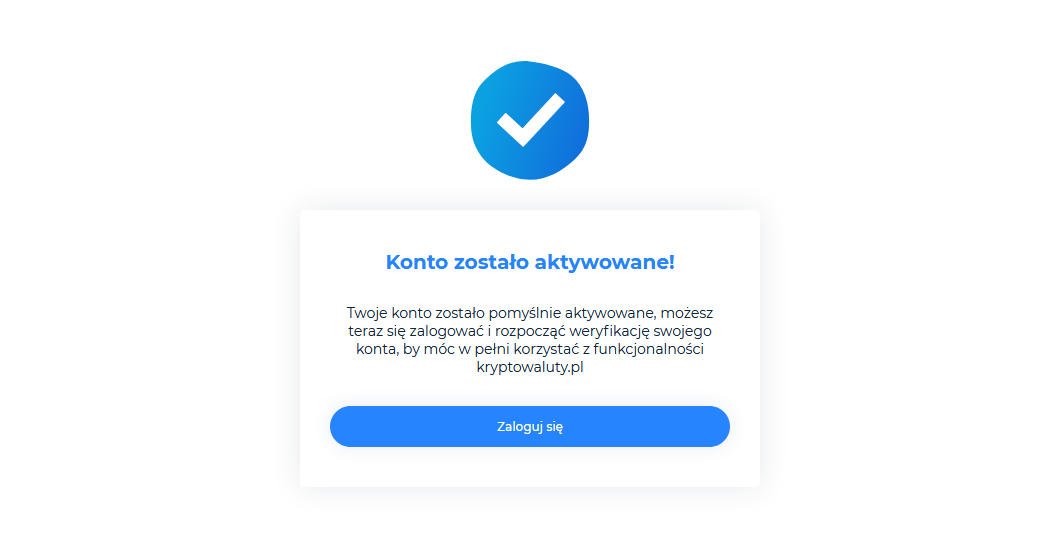 Konto zostało aktywowane!
Twoje konto zostało pomyślnie aktywowane, możesz
teraz się zalogować i rozpocząć weryfikację swojego
konta, by móc w pełni korzystać z funkcjonalności
kryptowaluty.pl
Zaloguj się